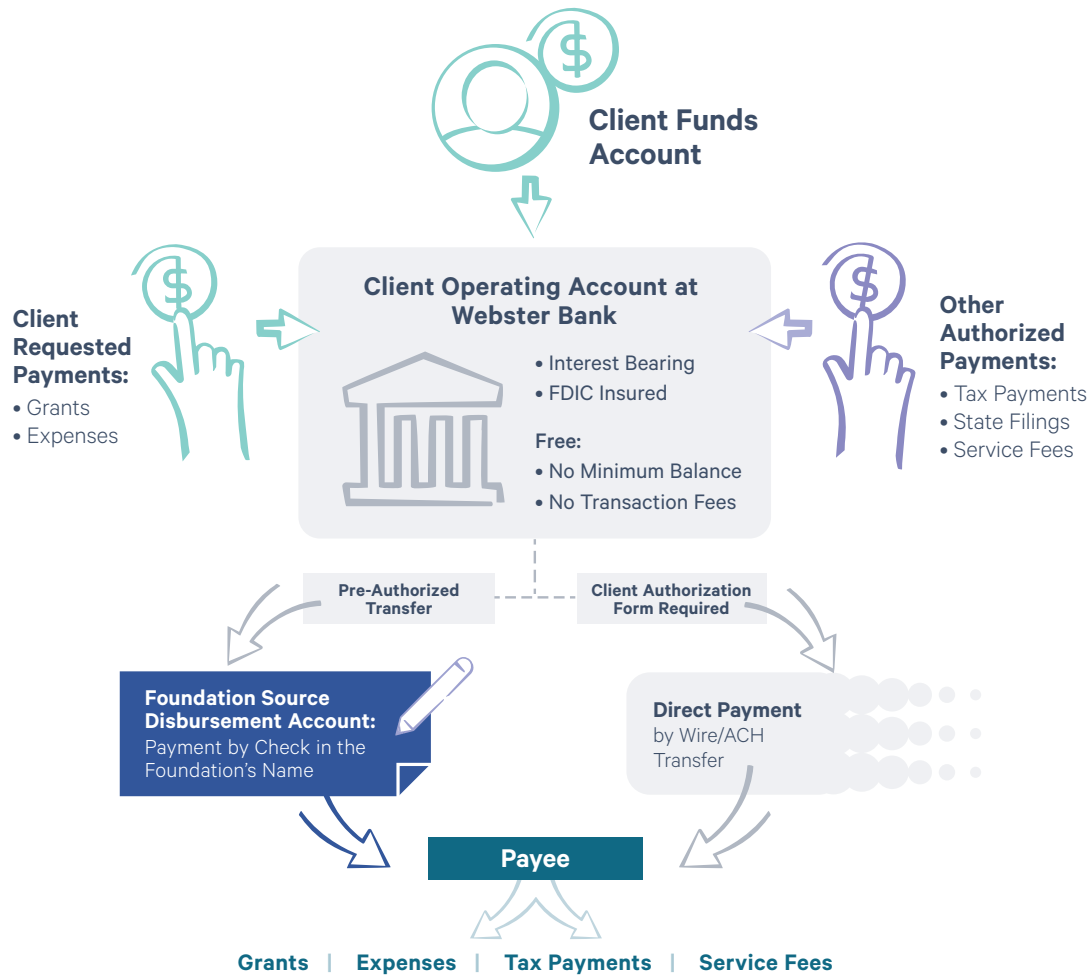 $
Client Funds
Account
$
Client
Requested
Payments:
• Grants
• Expenses
Client Operating Account at
Webster Bank
• Interest Bearing
• FDIC Insured
Free:
• No Minimum Balance
• No Transaction Fees
$
Other
Authorized
Payments:
• Tax Payments
• State Filings
• Service Fees
Pre-Authorized
Transfer
Client Authorization
Form Required
Foundation Source
Disbursement Account:
Payment by Check in the
Foundation’s Name
Direct Payment
by Wire/ACH
Transfer
Payee
Grants | Expenses | Tax Payments | Service Fees